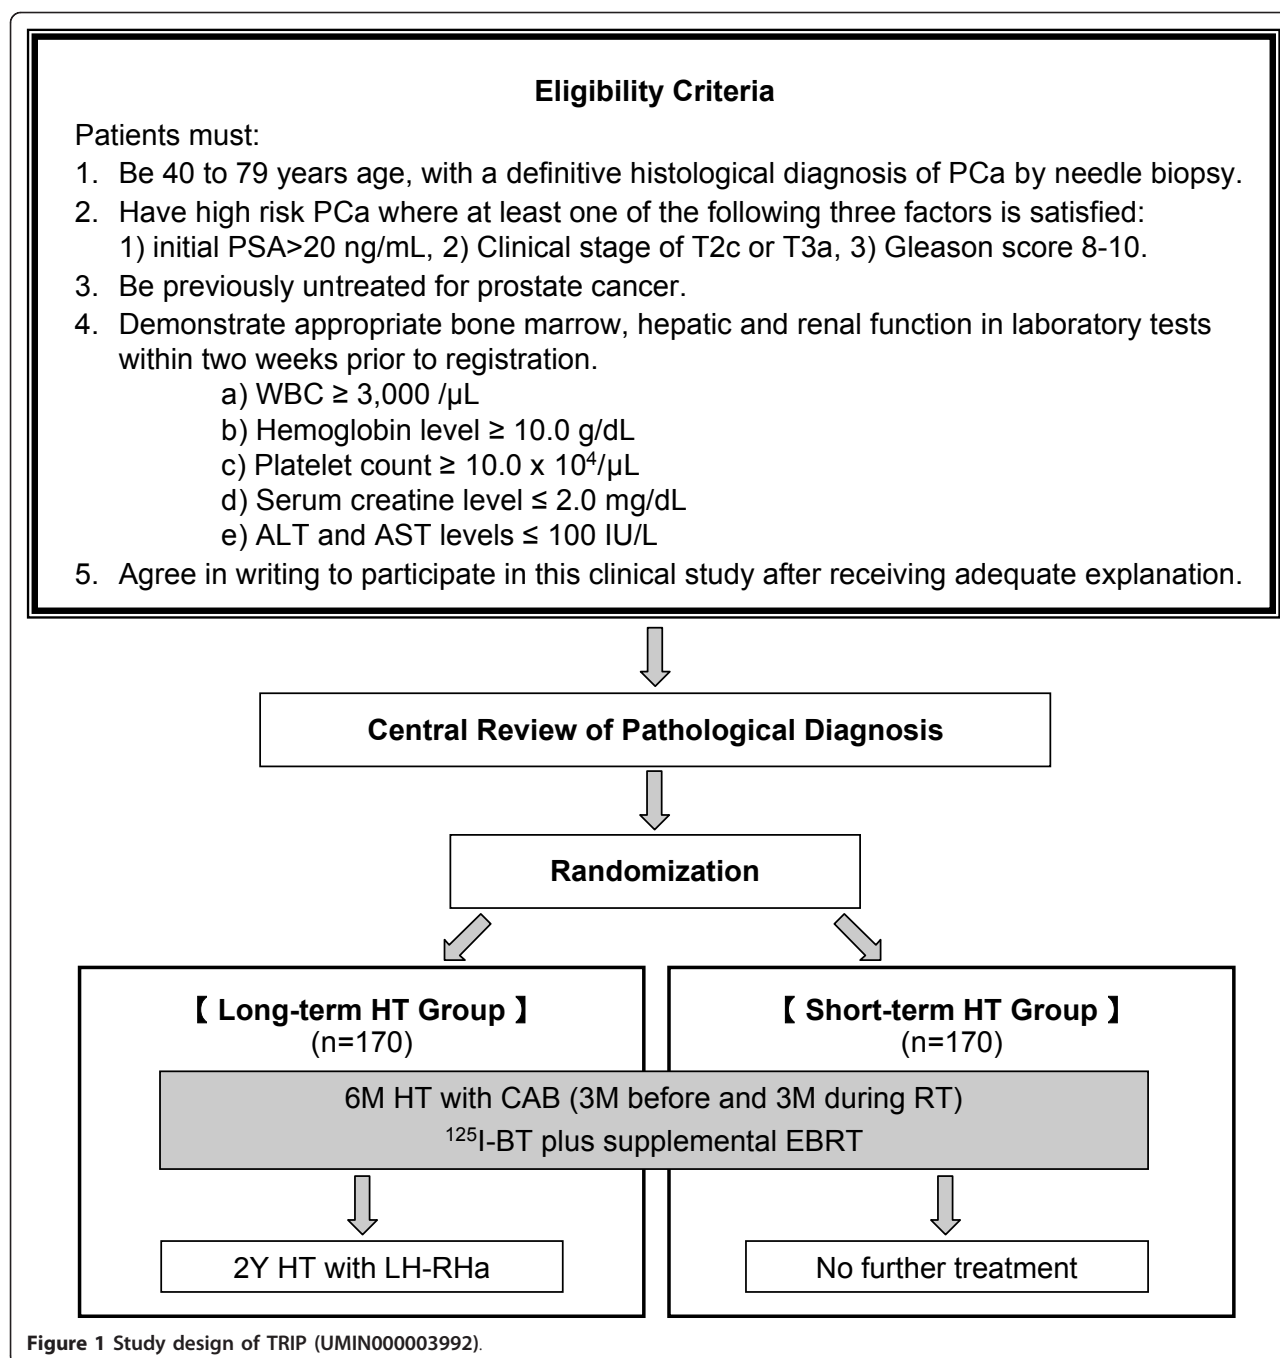 Eligibility Criteria
Patients must:
1. Be 40 to 79 years age, with a definitive histological diagnosis of PCa by needle biopsy.
2. Have high risk PCa where at least one of the following three factors is satisfied:
1) initial PSA>20 ng/mL, 2) Clinical stage of T2c or T3a, 3) Gleason score 8-10.
3. Be previously untreated for prostate cancer.
4. Demonstrate appropriate bone marrow, hepatic and renal function in laboratory tests
within two weeks prior to registration.
a) WBC ≥ 3,000 /μL
b) Hemoglobin level ≥ 10.0 g/dL
c) Platelet count ≥ 10.0 x 10⁴/μL
d) Serum creatine level ≤ 2.0 mg/dL
e) ALT and AST levels ≤ 100 IU/L
5. Agree in writing to participate in this clinical study after receiving adequate explanation.
Central Review of Pathological Diagnosis
Randomization
【 Long-term HT Group 】
(n=170)
【 Short-term HT Group 】
(n=170)
6M HT with CAB (3M before and 3M during RT)
¹²⁵I-BT plus supplemental EBRT
2Y HT with LH-RHa
No further treatment
Figure 1 Study design of TRIP (UMIN000003992).